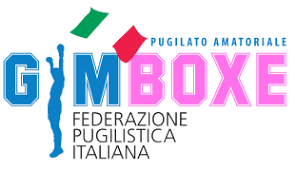 PUGILATO AMATORIALE
GYMBOXE
FEDERAZIONE
PUGILISTICA
ITALIANA